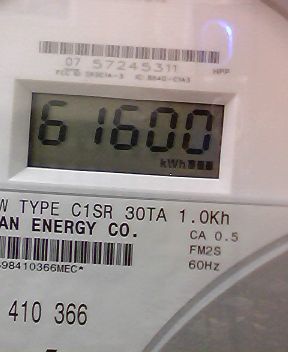 07 57245311
HPP
61600
kWh
W TYPE C1SR 30TA 1.0Kh
AN ENERGY CO.
CA 0.5
FM2S
60Hz
98410366MEC*
410 366